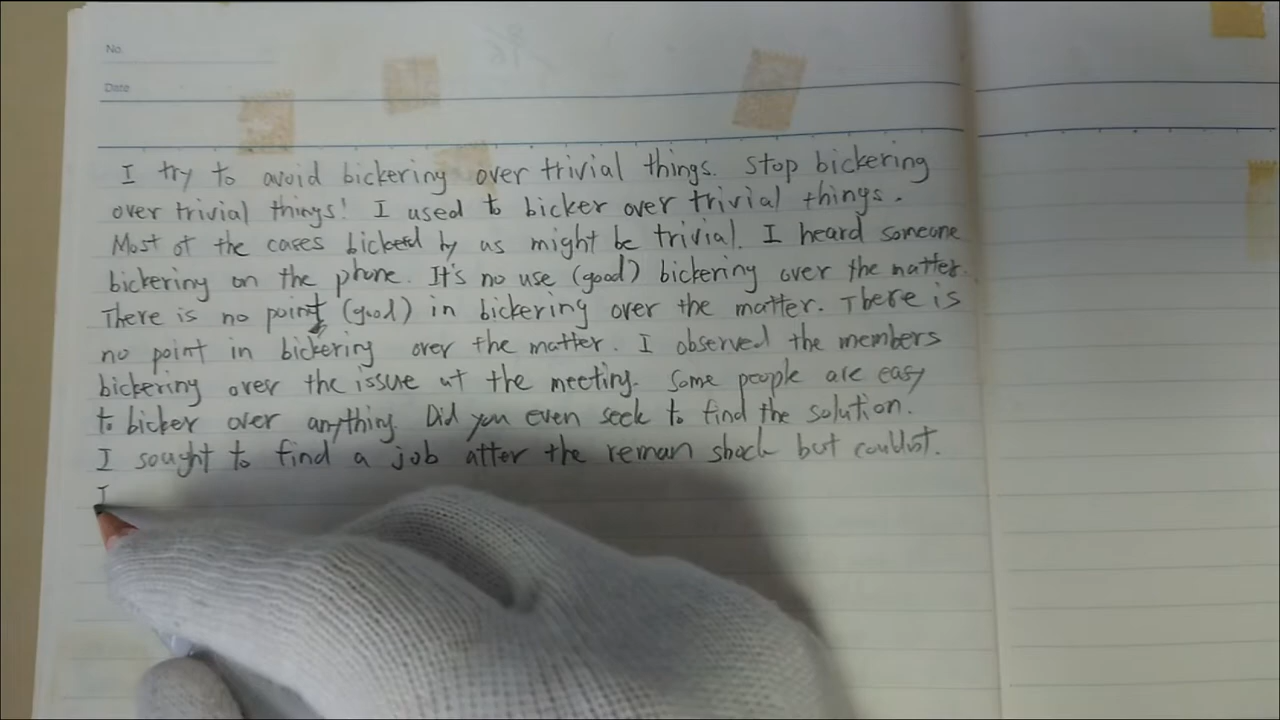 No.
Date
I try to avoid bickering over trivial things. Stop bickering
over trivial things! I used to bicker over trivial things.
Most of the cases bickered by us might be trivial. I heard someone
bickering on the phone. It's no use (good) bickering over the matter.
There is no point (good) in bickering over the matter. There is
no point in bickering over the matter. I observed the members
bickering over the issue at the meeting. Some people are easy
to bicker over anything. Did you even seek to find the solution.
I sought to find a job after the reman shock but couldn't.
I